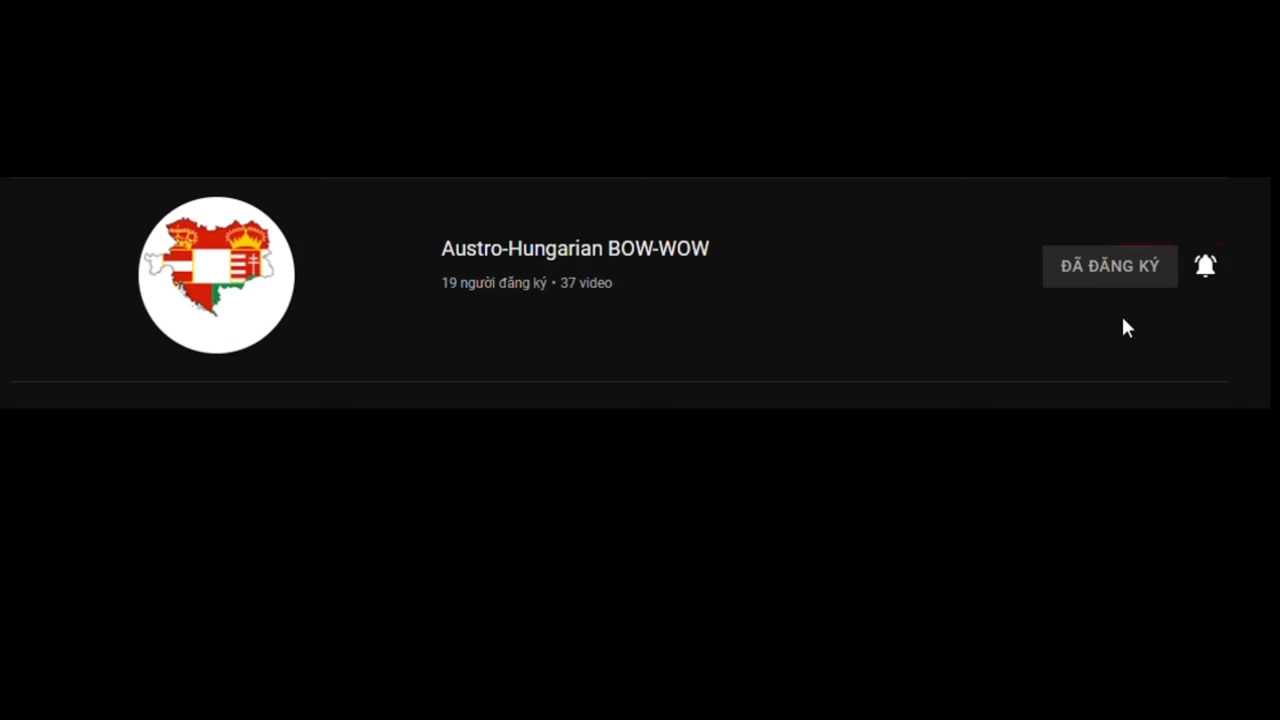 Austro-Hungarian BOW-WOW
19 người đăng ký • 37 video
ĐÃ ĐĂNG KÝ